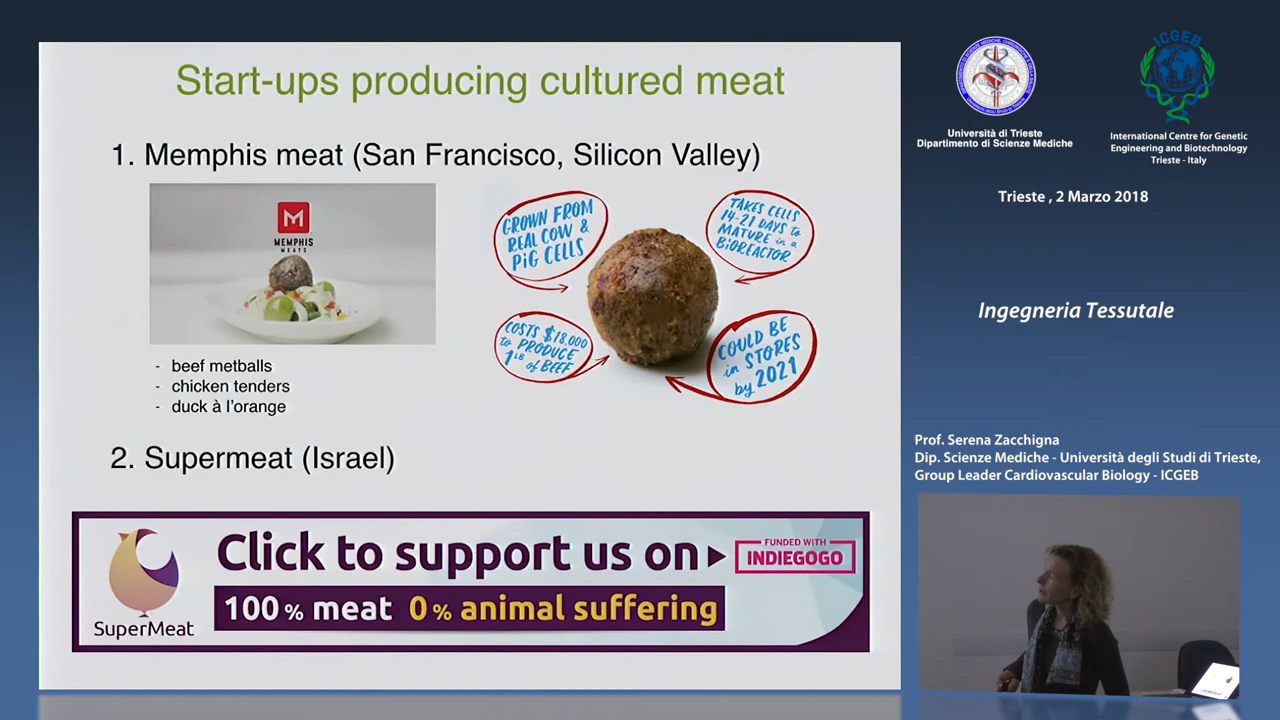 Start-ups producing cultured meat
1. Memphis meat (San Francisco, Silicon Valley)
M
MEMPHIS
MEATS
- beef metballs
- chicken tenders
- duck à l'orange
GROWN FROM
REAL COW &
PiG CELLS
TAKES CELLS
14-21 DAYS to
MATURE in a
BiOREACTOR
COSTS $18,000
to PRODUCE
1 LB of BEEF
COULD BE
in STORES
by 2021
2. Supermeat (Israel)
SuperMeat
Click to support us on
FUNDED WITH
INDIEGOGO
100% meat 0% animal suffering
Università di Trieste
Dipartimento di Scienze Mediche
ICGEB
International Centre for Genetic
Engineering and Biotechnology
Trieste - Italy
Trieste , 2 Marzo 2018
Ingegneria Tessutale
Prof. Serena Zacchigna
Dip. Scienze Mediche - Università degli Studi di Trieste,
Group Leader Cardiovascular Biology - ICGEB